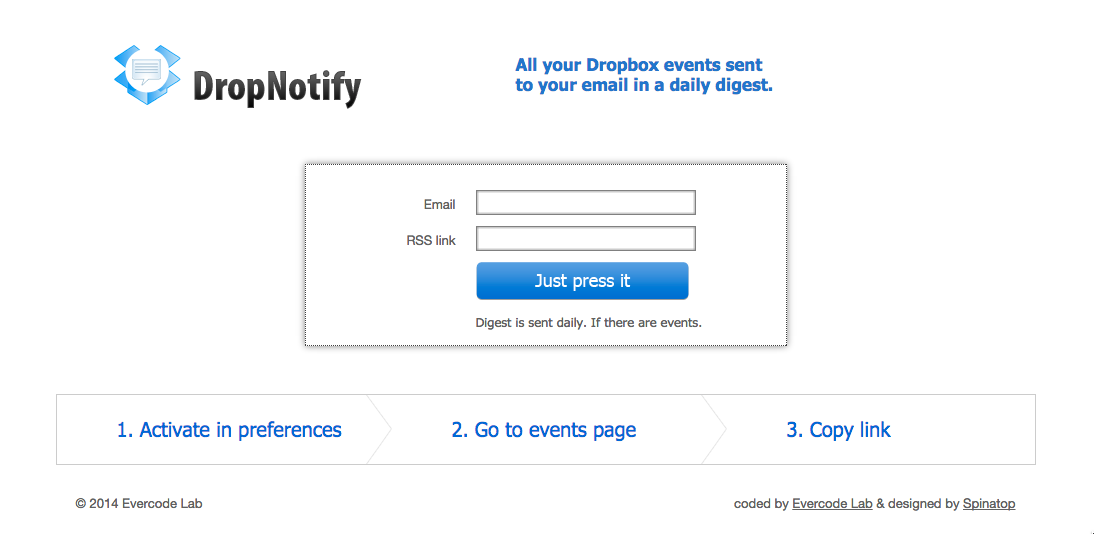 DropNotify
All your Dropbox events sent
to your email in a daily digest.
Email
RSS link
Just press it
Digest is sent daily. If there are events.
1. Activate in preferences
2. Go to events page
3. Copy link
© 2014 Evercode Lab
coded by Evercode Lab & designed by Spinatop